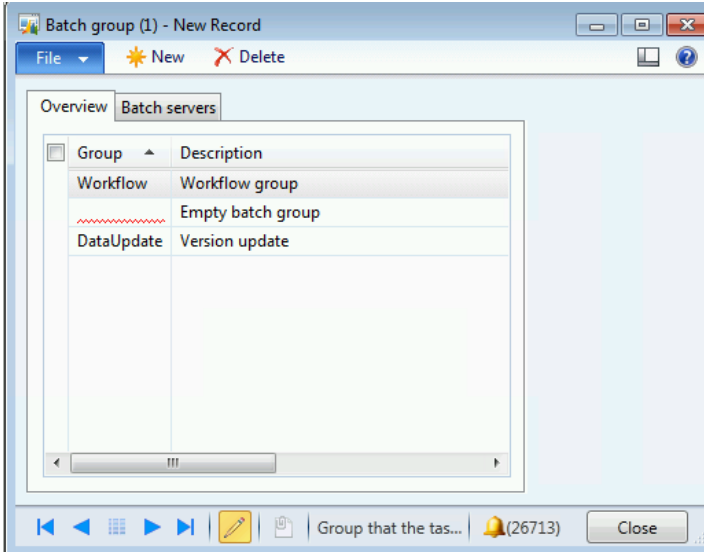 Batch group (1) - New Record
File New Delete
Overview Batch servers
Group Description
Workflow Workflow group
Empty batch group
DataUpdate Version update
Group that the tas... (26713) Close